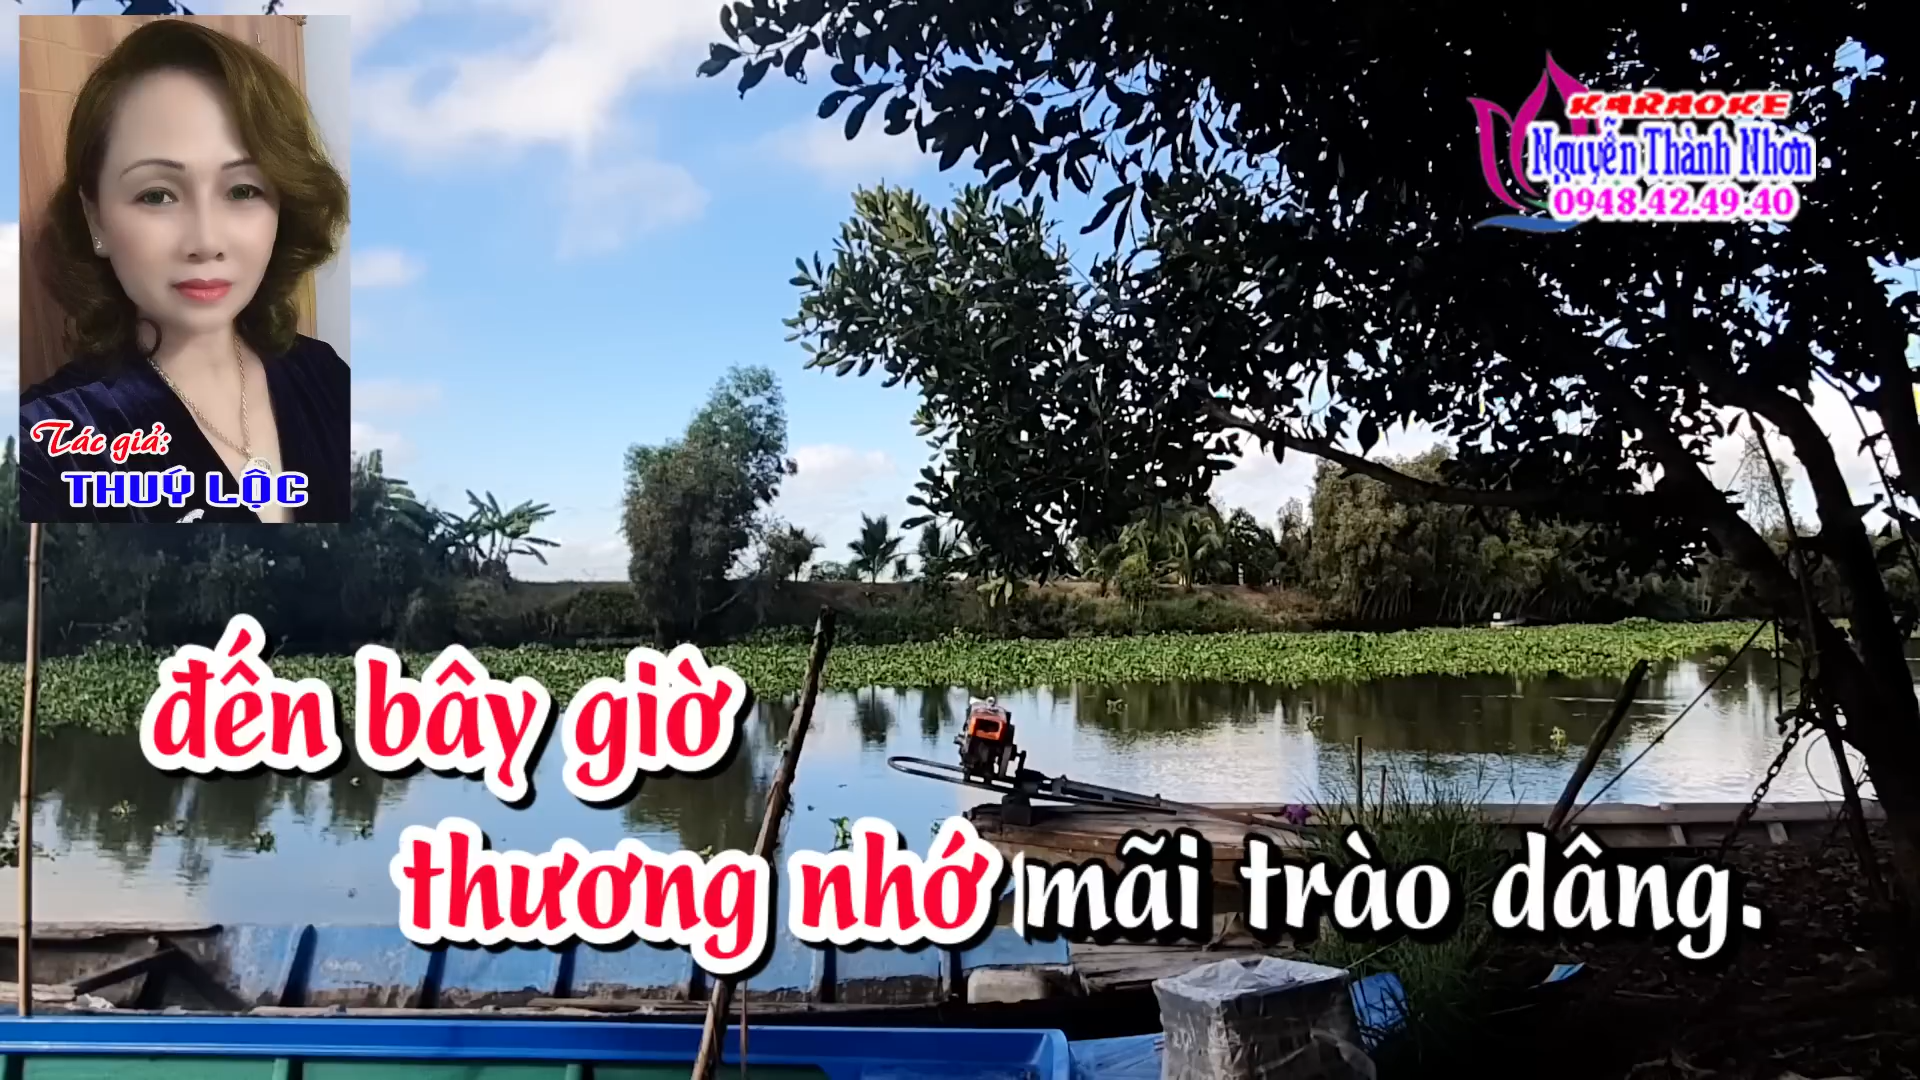 KARAOKE
Nguyễn Thành Nhơn
0948.42.49.40
Tác giả:
THUÝ LỘC
đến bây giờ
thương nhớ mãi trào dâng.